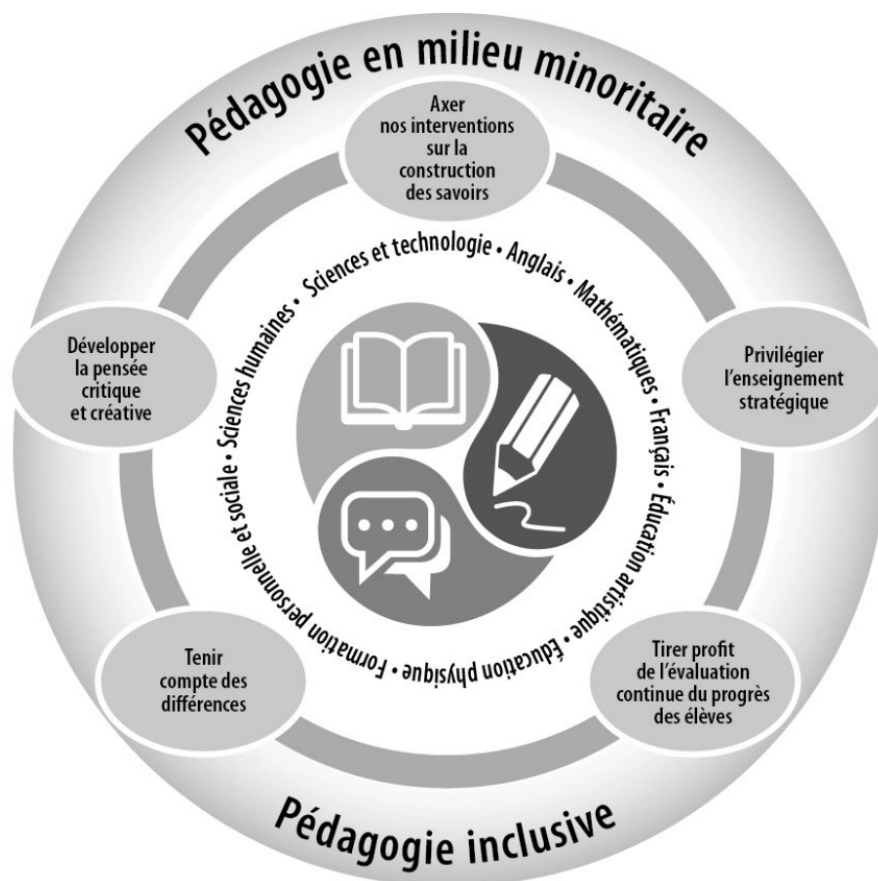 Pédagogie en milieu minoritaire
Axer
nos interventions
sur la
construction
des savoirs
Développer
la pensée
critique
et créative
Privilégier
l'enseignement
stratégique
Formation personnelle et sociale • Sciences humaines • Sciences et technologie • Anglais • Mathématiques • Français • Éducation artistique • Éducation physique •
Tenir
compte des
différences
Tirer profit
de l'évaluation
continue du progrès
des élèves
Pédagogie inclusive